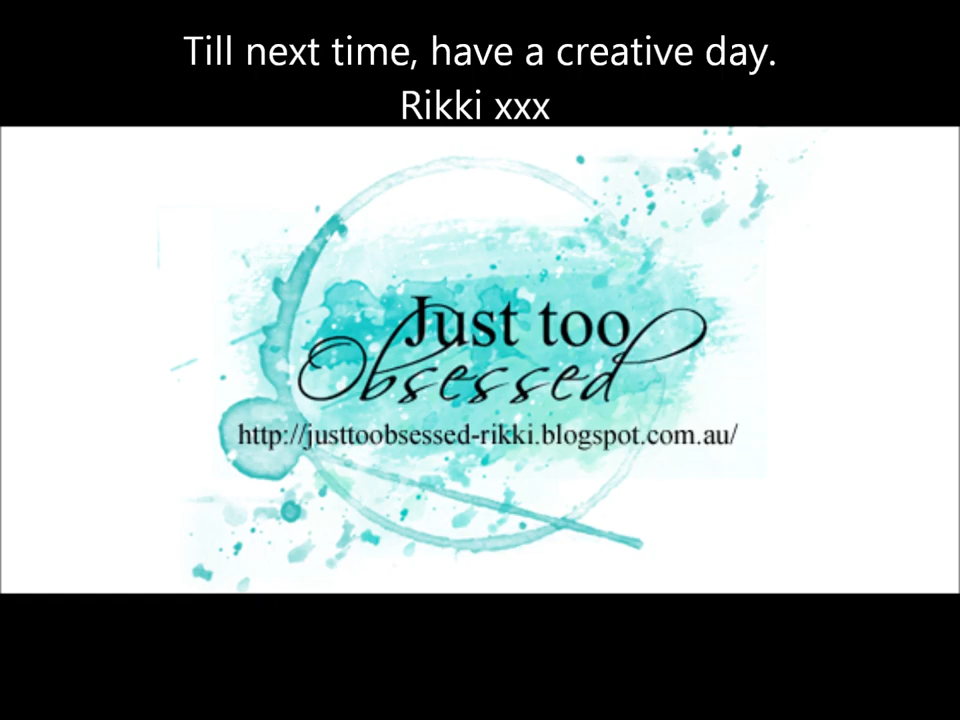 Till next time, have a creative day.
Rikki xxx
Just too
Obsessed
http://justtoobsessed-rikki.blogspot.com.au/